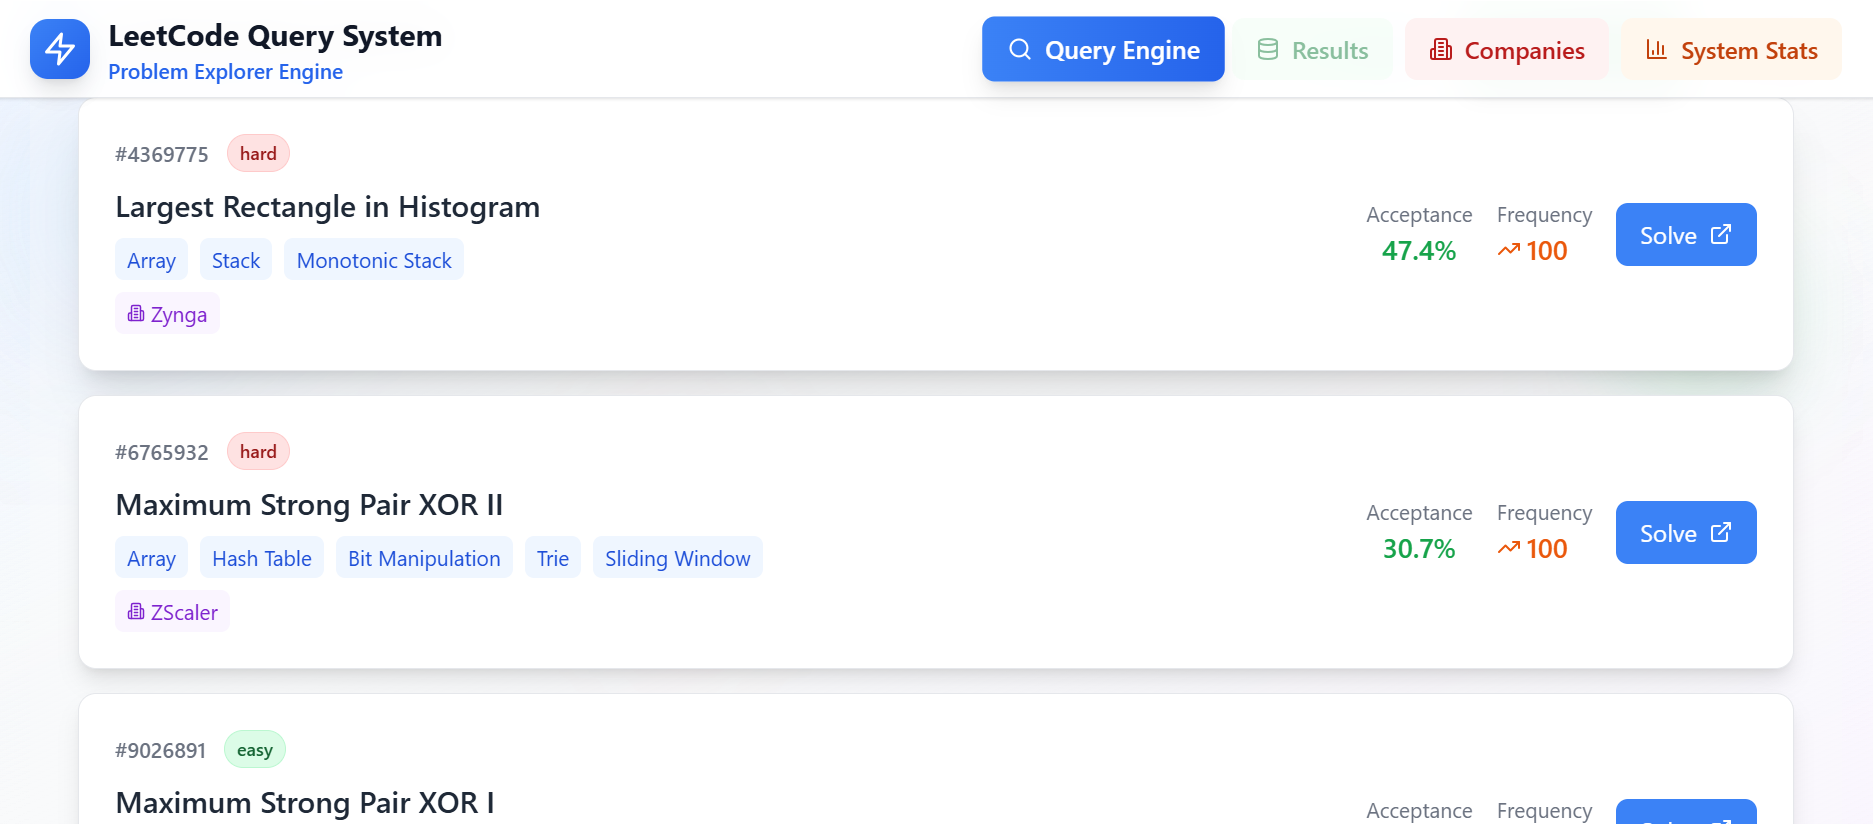 LeetCode Query System
Problem Explorer Engine
Query Engine
Results
Companies
System Stats
#4369775 hard
Largest Rectangle in Histogram
Array Stack Monotonic Stack
Zynga
Acceptance Frequency
47.4% 100
Solve
#6765932 hard
Maximum Strong Pair XOR II
Array Hash Table Bit Manipulation Trie Sliding Window
ZScaler
Acceptance Frequency
30.7% 100
Solve
#9026891 easy
Maximum Strong Pair XOR I
Acceptance Frequency